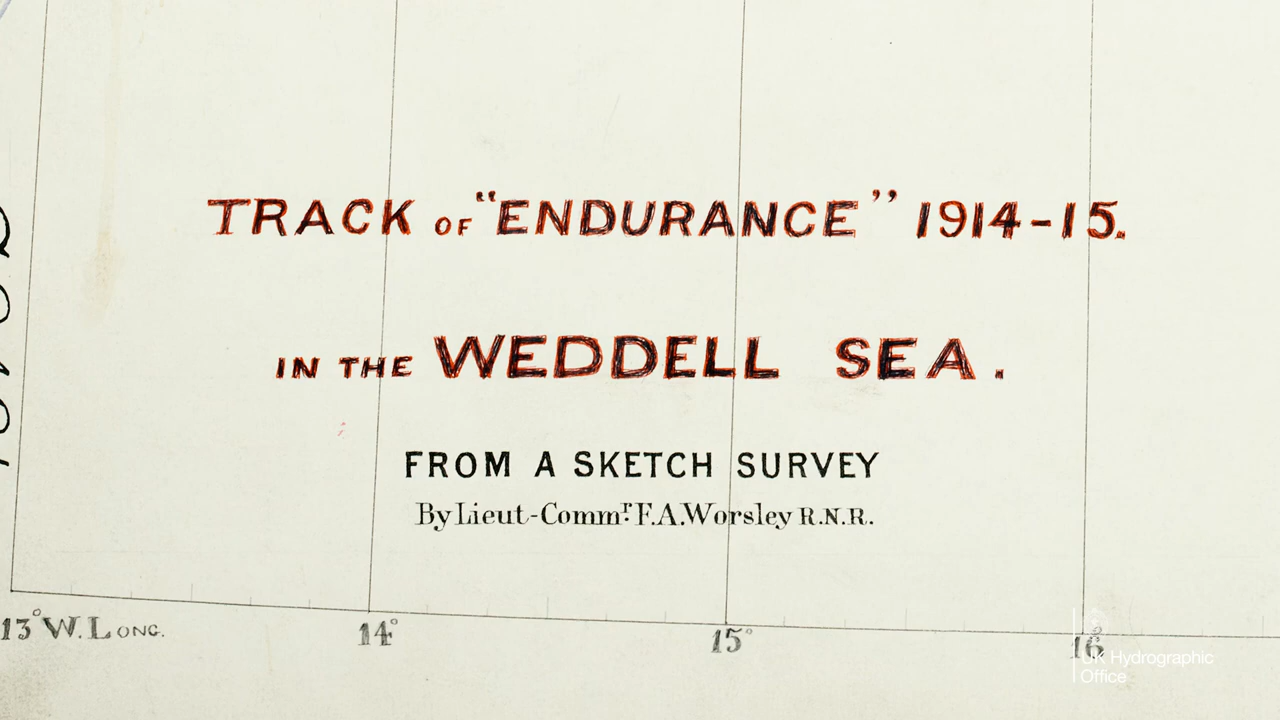 TRACK OF "ENDURANCE" 1914-15.
IN THE WEDDELL SEA.
FROM A SKETCH SURVEY
By Lieut-Commr. F.A.Worsley R.N.R.
13° W. LONG.
14°
15°
16°
UK Hydrographic
Office